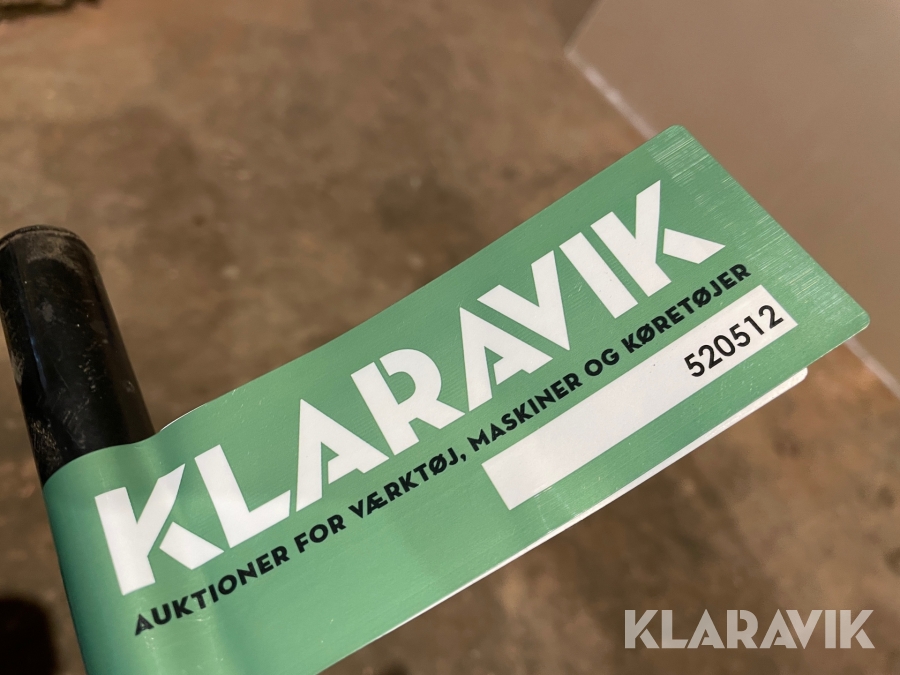 KLARAVIK
AUKTIONER FOR VÆRKTØJ, MASKINER OG KØRETØJER
520512
KLARAVIK